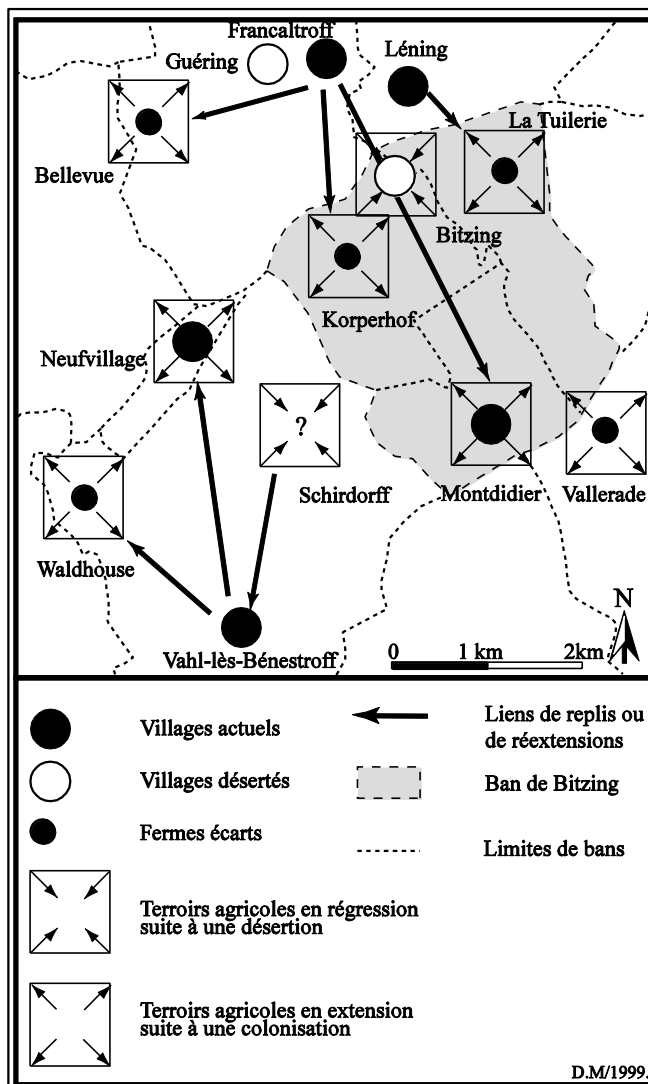 Francaltroff
Guéring
Léning
La Tuilerie
Bellevue
Bitzing
Korperhof
Neufvillage
?
Schirdorff
Montdidier
Vallerade
Waldhouse
N
Vahl-lès-Bénestroff
0 1 km 2km
Villages actuels
Liens de replis ou
de réextensions
Villages désertés
Ban de Bitzing
Fermes écarts
Limites de bans
Terroirs agricoles en régression
suite à une désertion
Terroirs agricoles en extension
suite à une colonisation
D.M/1999.